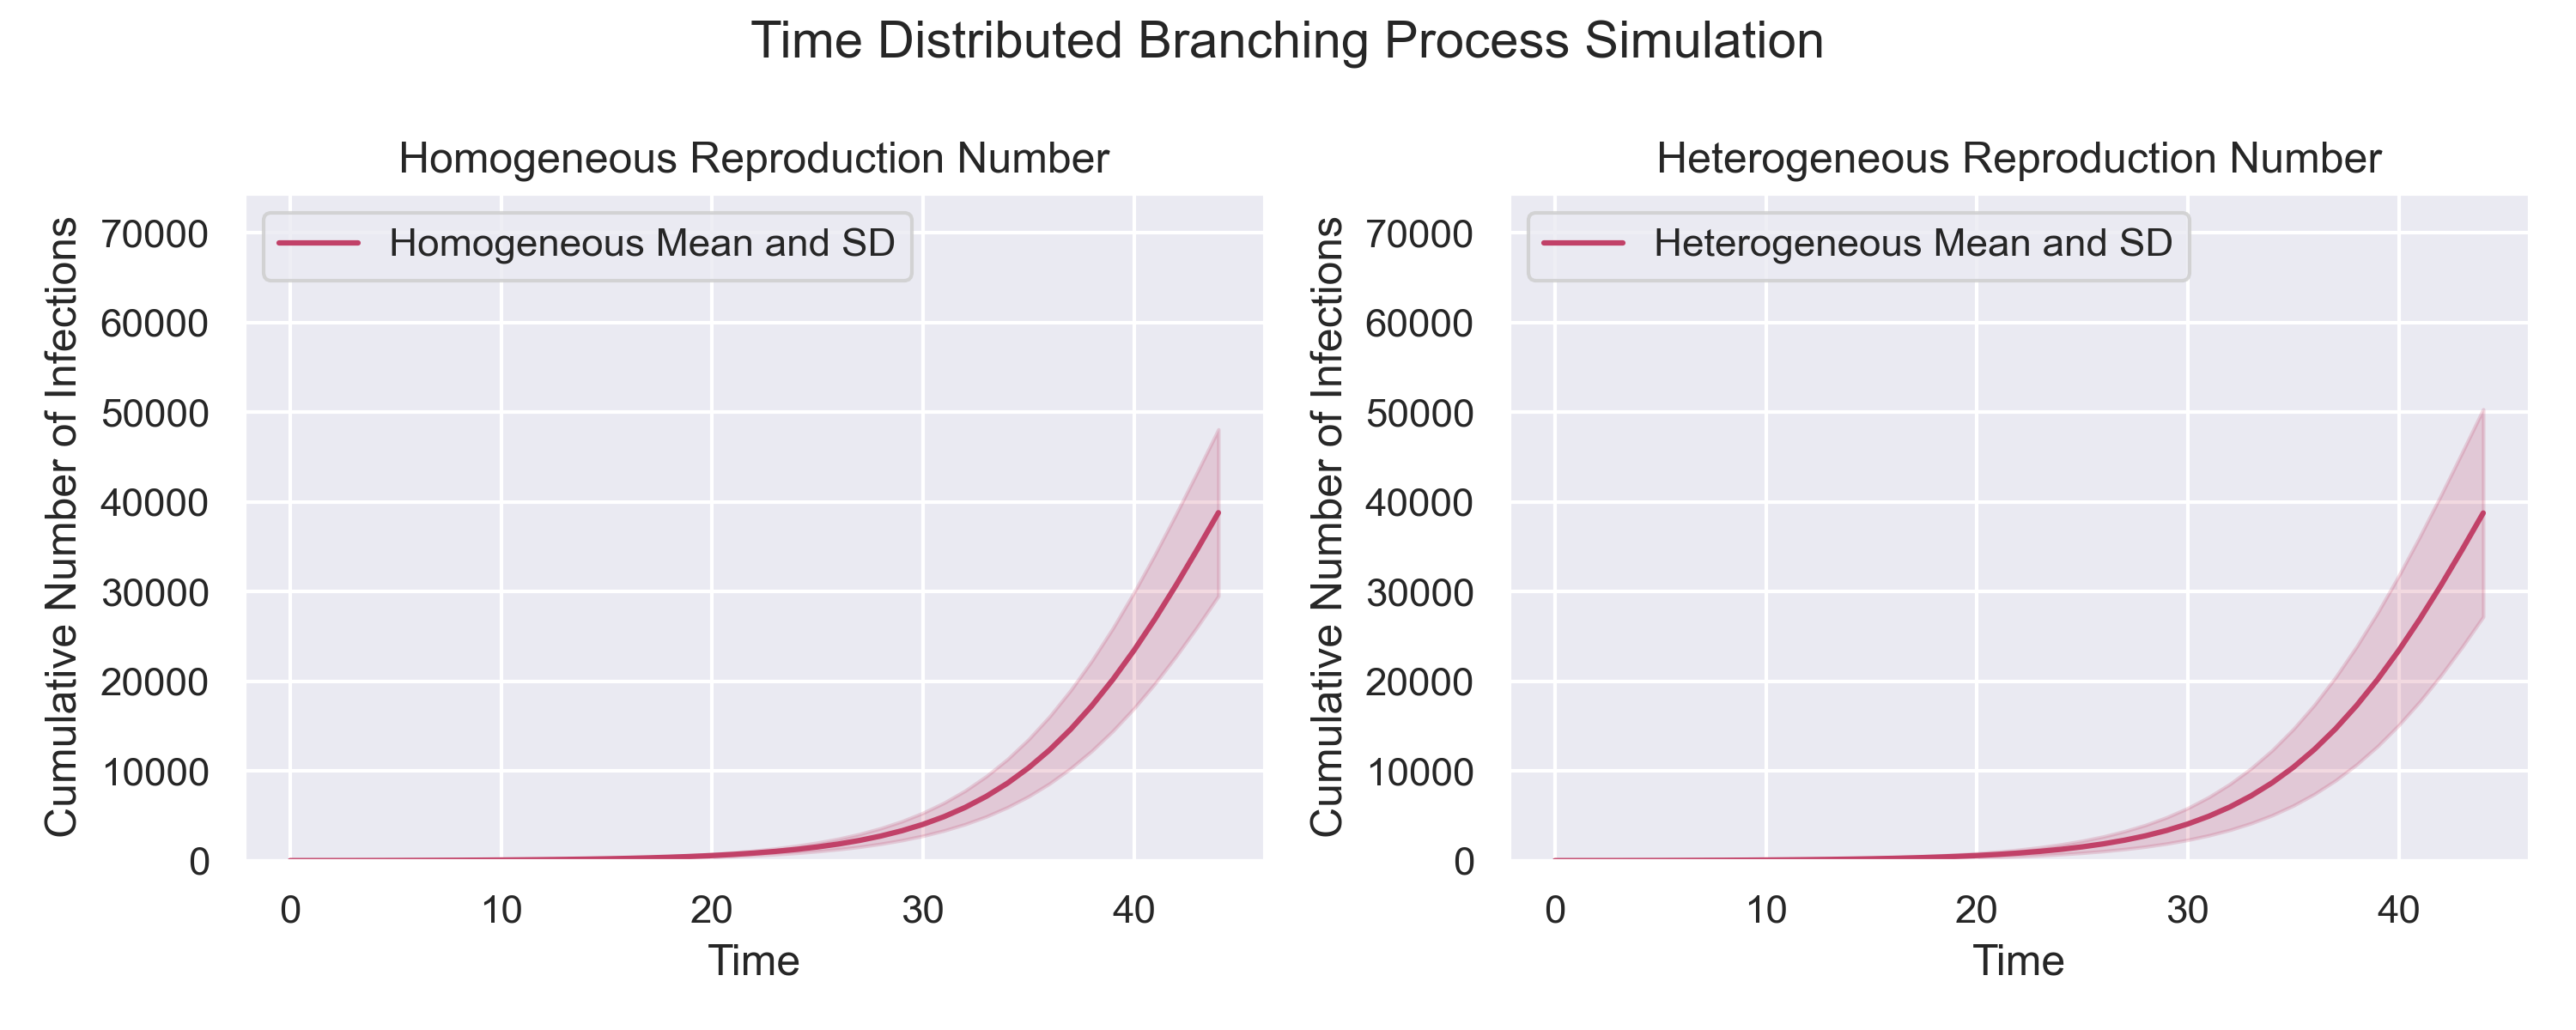 Time Distributed Branching Process Simulation
Homogeneous Reproduction Number
Cumulative Number of Infections
70000
60000
50000
40000
30000
20000
10000
0
Homogeneous Mean and SD
0 10 20 30 40
Time
Heterogeneous Reproduction Number
Cumulative Number of Infections
70000
60000
50000
40000
30000
20000
10000
0
Heterogeneous Mean and SD
0 10 20 30 40
Time